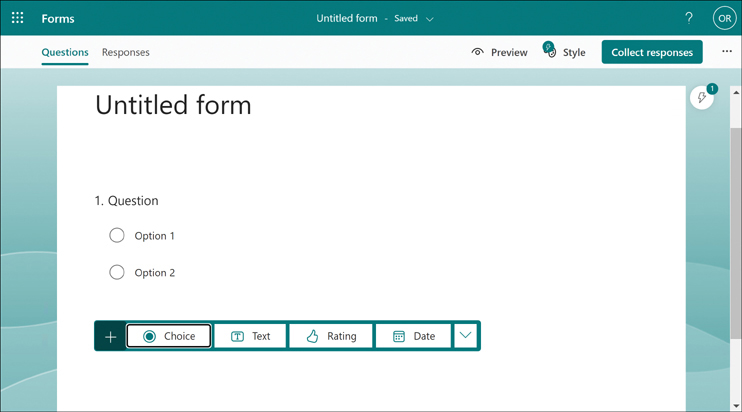 Forms
Untitled form - Saved
?
OR
Questions Responses
Preview Style Collect responses ...
Untitled form
1
1. Question
Option 1
Option 2
+ Choice Text Rating Date